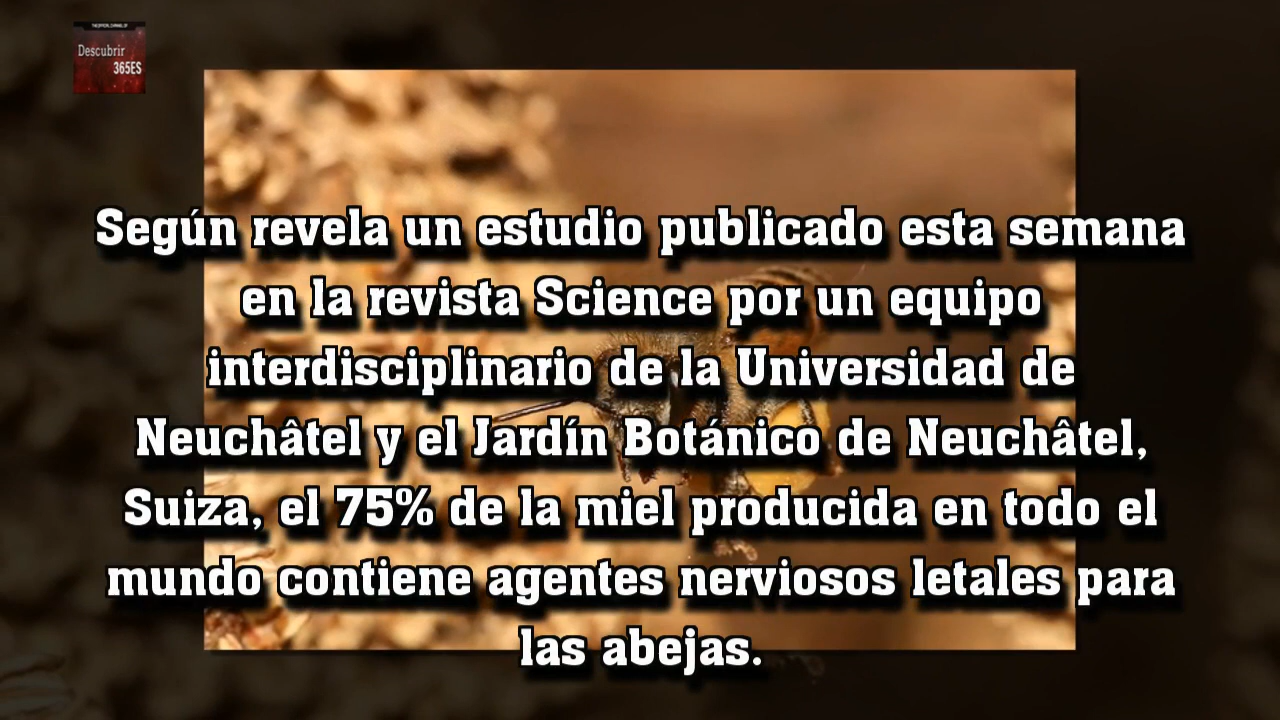 Descubrir
365ES
Según revela un estudio publicado esta semana
en la revista Science por un equipo
interdisciplinario de la Universidad de
Neuchâtel y el Jardín Botánico de Neuchâtel,
Suiza, el 75% de la miel producida en todo el
mundo contiene agentes nerviosos letales para
las abejas.